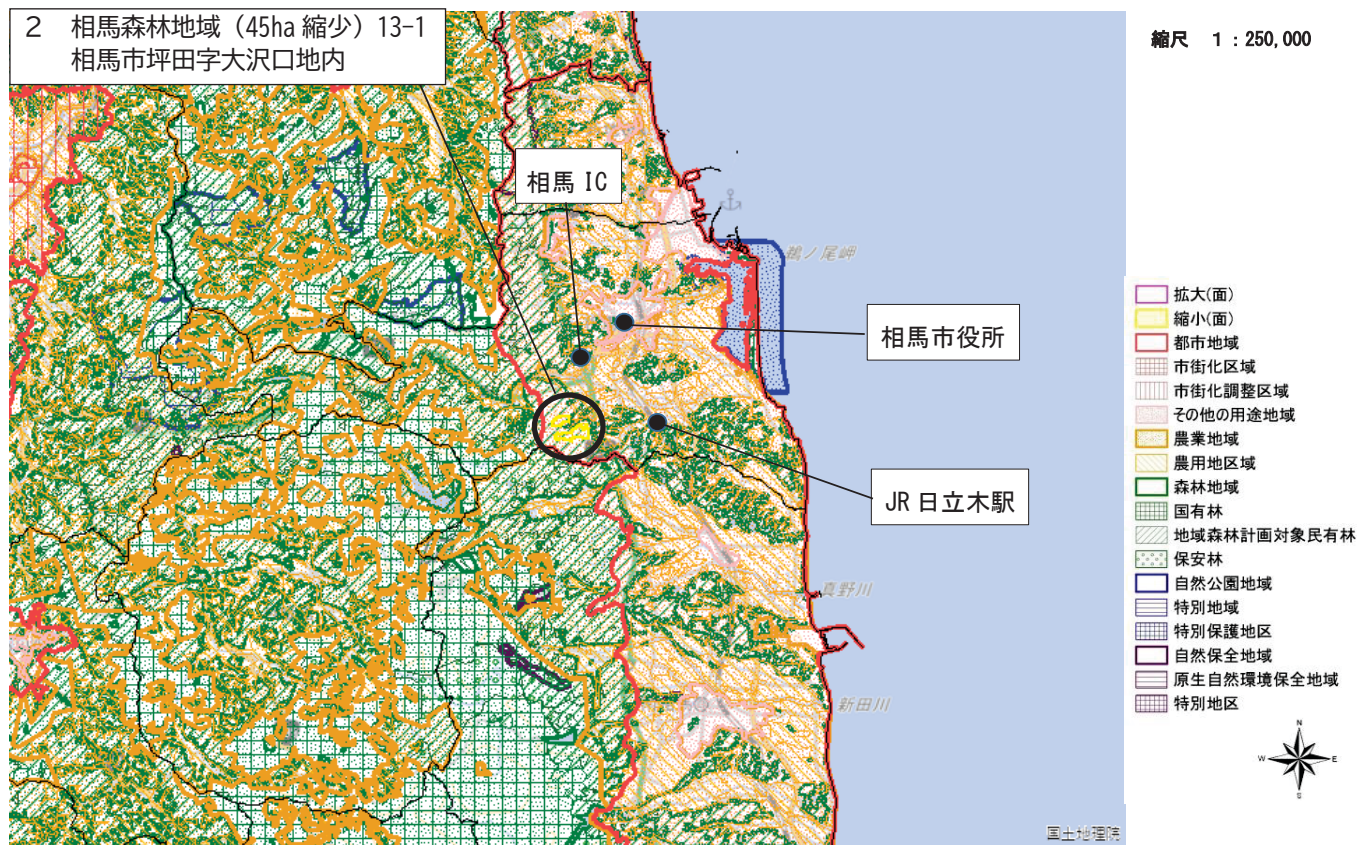 2 相馬森林地域（45ha 縮少）13-1
相馬市坪田字大沢口地内
縮尺 1：250,000
相馬 IC
鵜ノ尾岬
相馬市役所
JR 日立木駅
真野川
新田川
拡大(面)
縮小(面)
都市地域
市街化区域
市街化調整区域
その他の用途地域
農業地域
農用地区域
森林地域
国有林
地域森林計画対象民有林
保安林
自然公園地域
特別地域
特別保護地区
自然保全地域
原生自然環境保全地域
特別地区
N
W
E
S
国土地理院